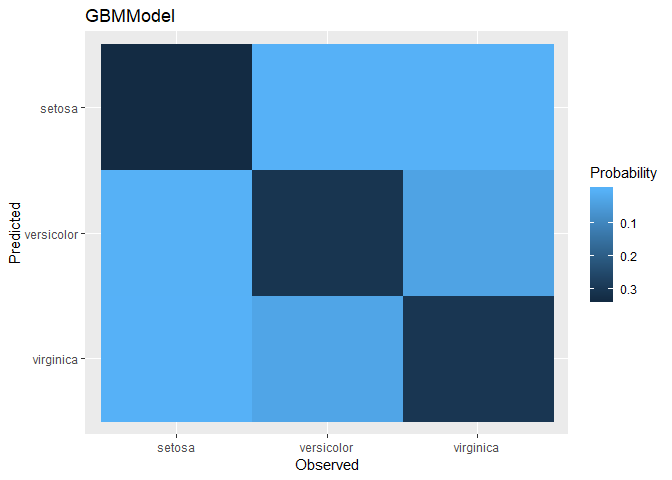 GBMModel
Predicted
setosa
versicolor
virginica
setosa versicolor virginica
Observed
Probability
0.1
0.2
0.3